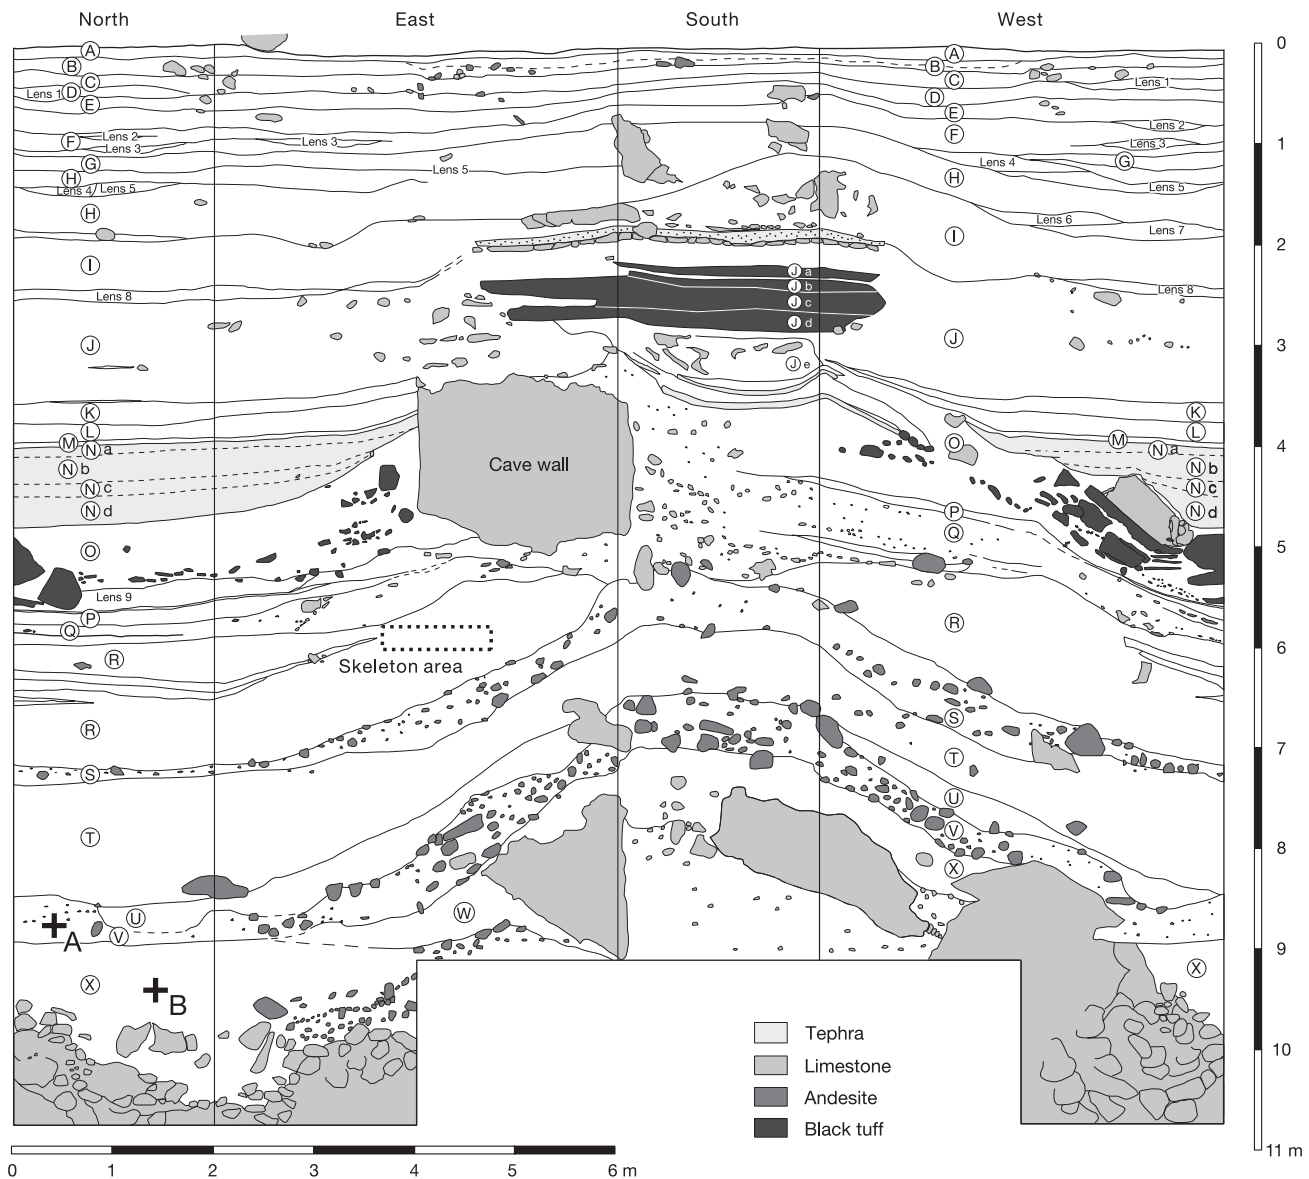 North East South West
A A 0
B B
C C
Lens 1 D Lens 1
D
E E
F Lens 2 Lens 3 F Lens 2
Lens 3 Lens 3 1
G Lens 5 Lens 4 G
H H
Lens 4 Lens 5 Lens 5
H Lens 6
I I Lens 7
2
J a
J b
Lens 8 J c Lens 8
J d
J J
3
J e
K K
L L
M N a O M N a 4
N b Cave wall N b
N c N c
N d P N d
O Q
5
Lens 9
P
Q R
R 6
Skeleton area
R S
7
S T
U
T V
8
X
U W
A V 9
X X
B
Tephra
Limestone 10
Andesite
Black tuff
11 m
0 1 2 3 4 5 6 m